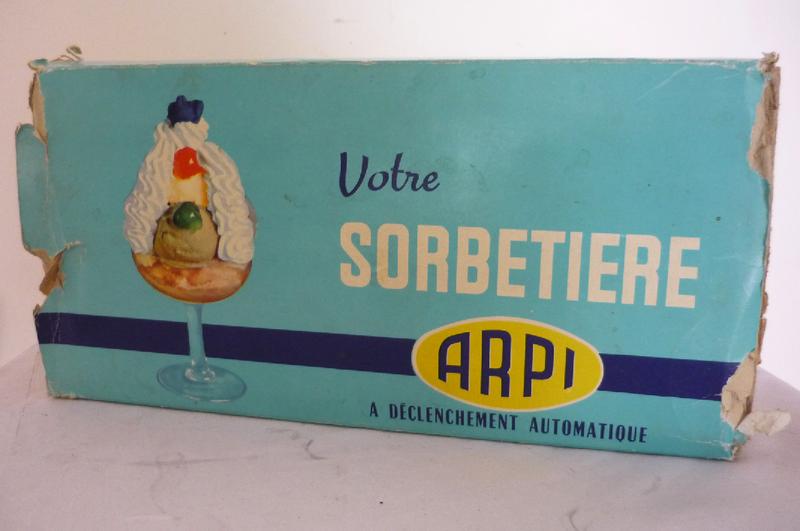 Votre
SORBETIERE
ARPI
A DÉCLENCHEMENT AUTOMATIQUE